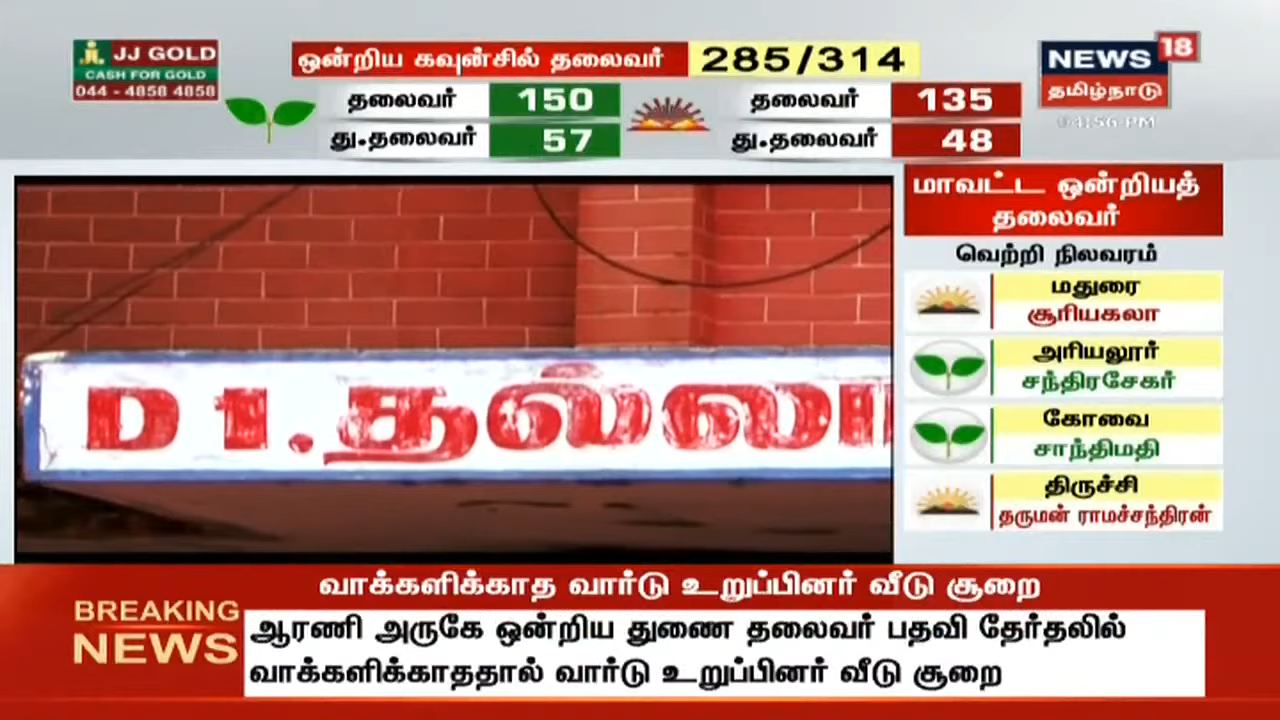 JJ GOLD
CASH FOR GOLD
044 - 4858 4858
ஒன்றிய கவுன்சில் தலைவர் 285/314
தலைவர் 150
து.தலைவர் 57
தலைவர் 135
து.தலைவர் 48
NEWS 18
தமிழ்நாடு
04:56 PM
மாவட்ட ஒன்றியத்
தலைவர்
வெற்றி நிலவரம்
மதுரை
சூரியகலா
அரியலூர்
சந்திரசேகர்
கோவை
சாந்திமதி
திருச்சி
தருமன் ராமச்சந்திரன்
D1.தல்லா
வாக்களிக்காத வார்டு உறுப்பினர் வீடு சூறை
BREAKING
NEWS
ஆரணி அருகே ஒன்றிய துணை தலைவர் பதவி தேர்தலில்
வாக்களிக்காததால் வார்டு உறுப்பினர் வீடு சூறை